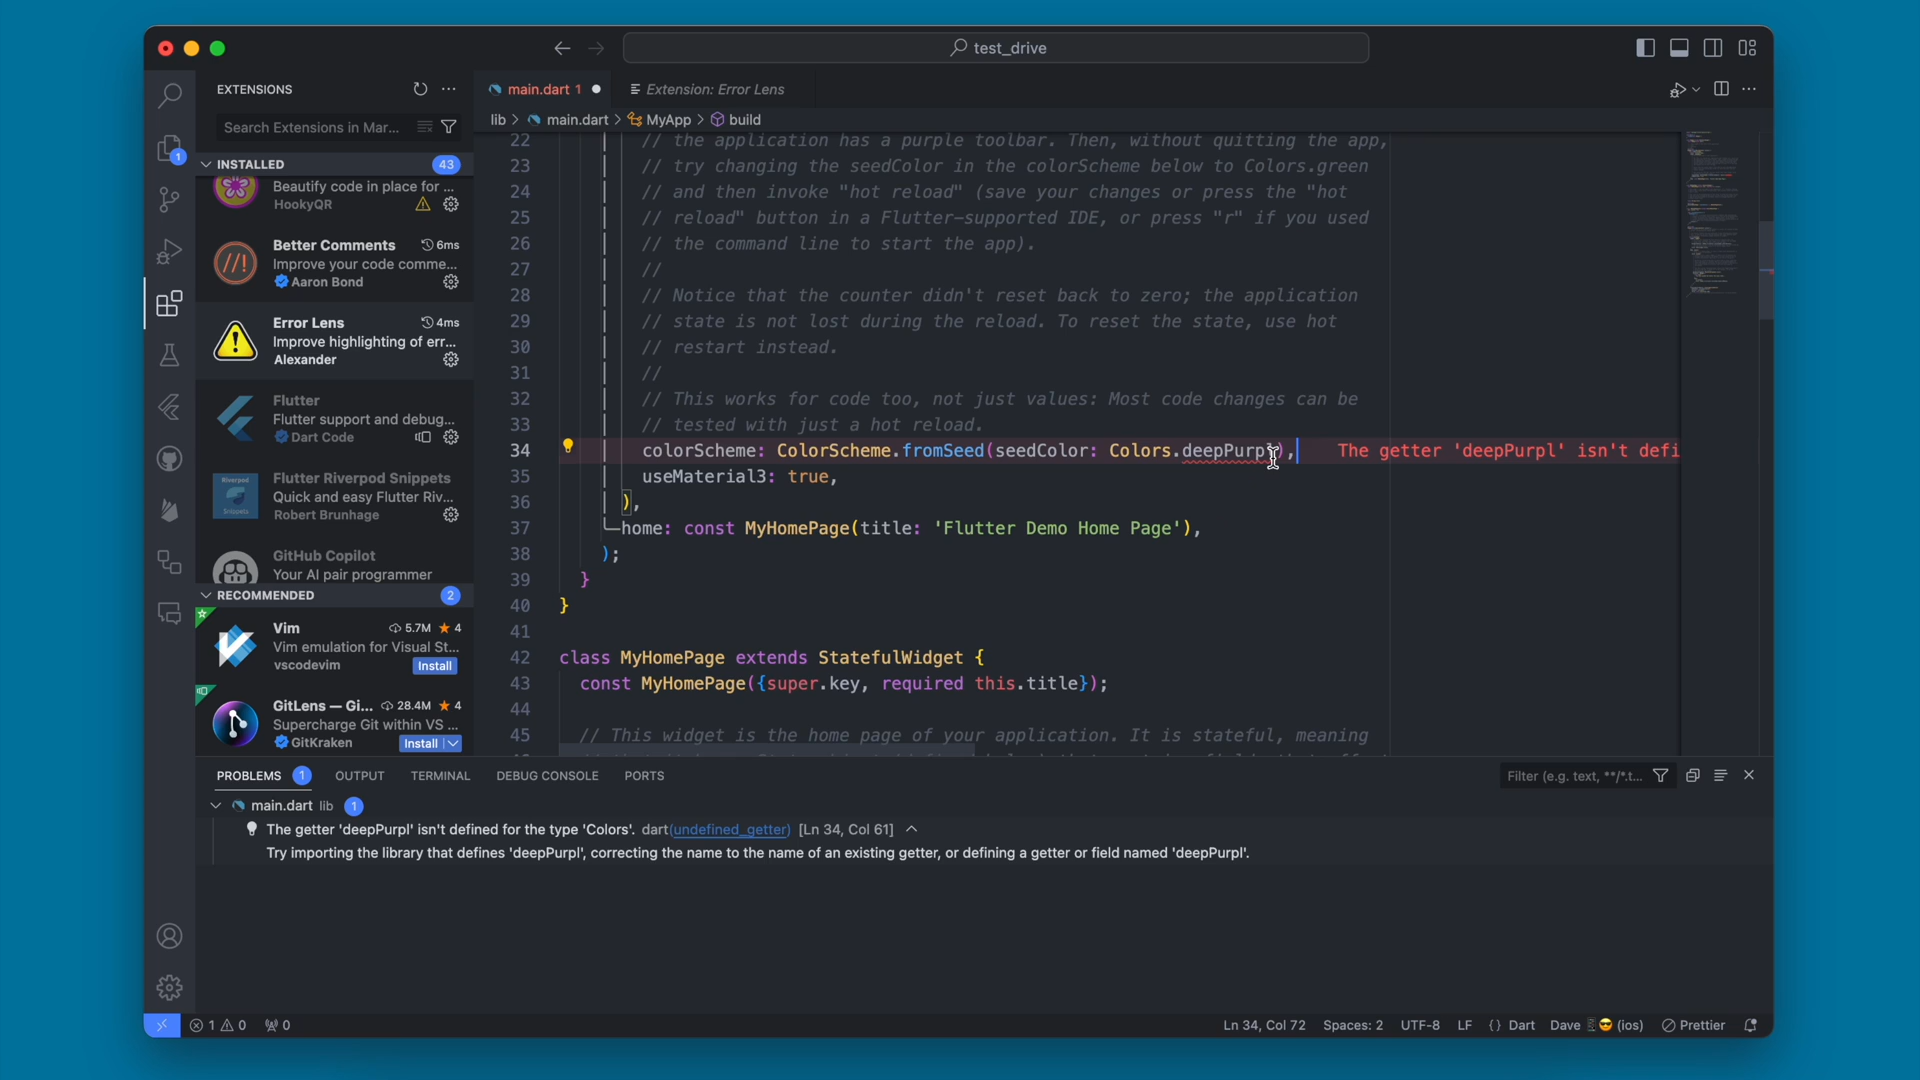 test_drive
EXTENSIONS
main.dart 1
Extension: Error Lens
Search Extensions in Mar...
lib > main.dart > MyApp > build
INSTALLED 43
Beautify code in place for ...
HookyQR
Better Comments 6ms
Improve your code comme...
Aaron Bond
Error Lens 4ms
Improve highlighting of err...
Alexander
Flutter
Flutter support and debug...
Dart Code
Flutter Riverpod Snippets
Quick and easy Flutter Riv...
Robert Brunhage
GitHub Copilot
Your AI pair programmer
RECOMMENDED 2
Vim 5.7M ★ 4
Vim emulation for Visual St...
vscodevim Install
GitLens — Gi... 28.4M ★ 4
Supercharge Git within VS ...
GitKraken Install
1
22 // the application has a purple toolbar. Then, without quitting the app,
23 // try changing the seedColor in the colorScheme below to Colors.green
24 // and then invoke "hot reload" (save your changes or press the "hot
25 // reload" button in a Flutter-supported IDE, or press "r" if you used
26 // the command line to start the app).
27 //
28 // Notice that the counter didn't reset back to zero; the application
29 // state is not lost during the reload. To reset the state, use hot
30 // restart instead.
31 //
32 // This works for code too, not just values: Most code changes can be
33 // tested with just a hot reload.
34 colorScheme: ColorScheme.fromSeed(seedColor: Colors.deepPurpl), The getter 'deepPurpl' isn't defi
35 useMaterial3: true,
36 ),
37 home: const MyHomePage(title: 'Flutter Demo Home Page'),
38 );
39 }
40 }
41
42 class MyHomePage extends StatefulWidget {
43 const MyHomePage({super.key, required this.title});
44
45 // This widget is the home page of your application. It is stateful, meaning
PROBLEMS 1 OUTPUT TERMINAL DEBUG CONSOLE PORTS Filter (e.g. text, **/*.t...
main.dart lib 1
The getter 'deepPurpl' isn't defined for the type 'Colors'. dart(undefined_getter) [Ln 34, Col 61]
Try importing the library that defines 'deepPurpl', correcting the name to the name of an existing getter, or defining a getter or field named 'deepPurpl'.
1 0 0 Ln 34, Col 72 Spaces: 2 UTF-8 LF {} Dart Dave 😎 (ios) Prettier